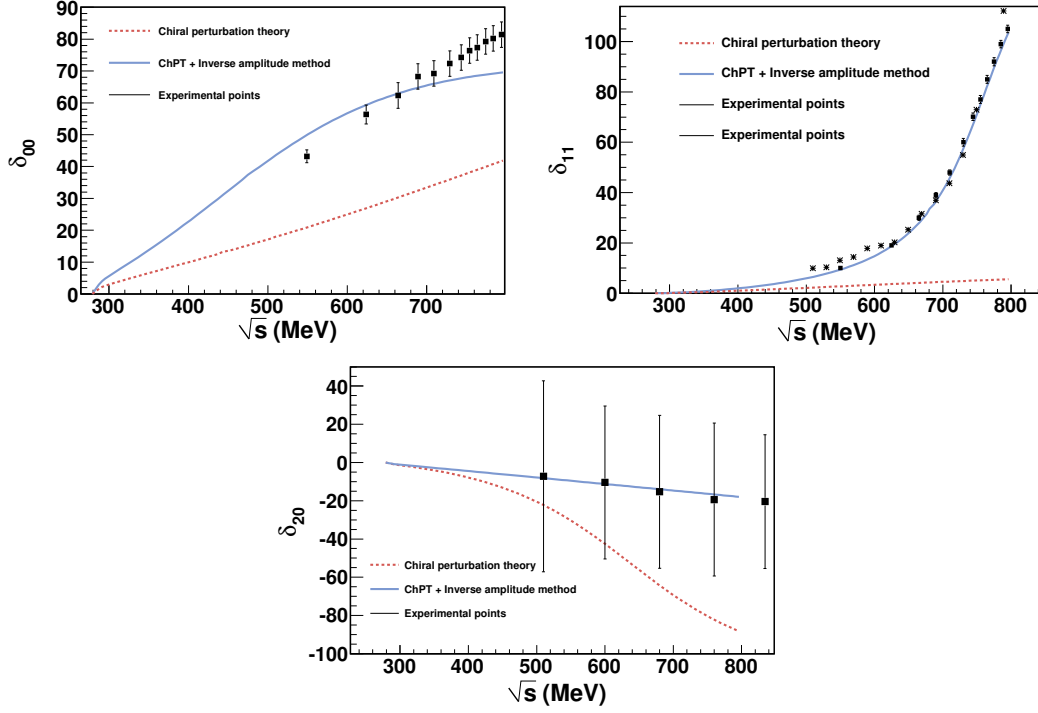 90
80
70
60
50
40
30
20
10
0
δ00
Chiral perturbation theory
ChPT + Inverse amplitude method
Experimental points
300 400 500 600 700
√s (MeV)
100
80
60
40
20
0
δ11
Chiral perturbation theory
ChPT + Inverse amplitude method
Experimental points
Experimental points
300 400 500 600 700 800
√s (MeV)
40
20
0
-20
-40
-60
-80
-100
δ20
Chiral perturbation theory
ChPT + Inverse amplitude method
Experimental points
300 400 500 600 700 800
√s (MeV)